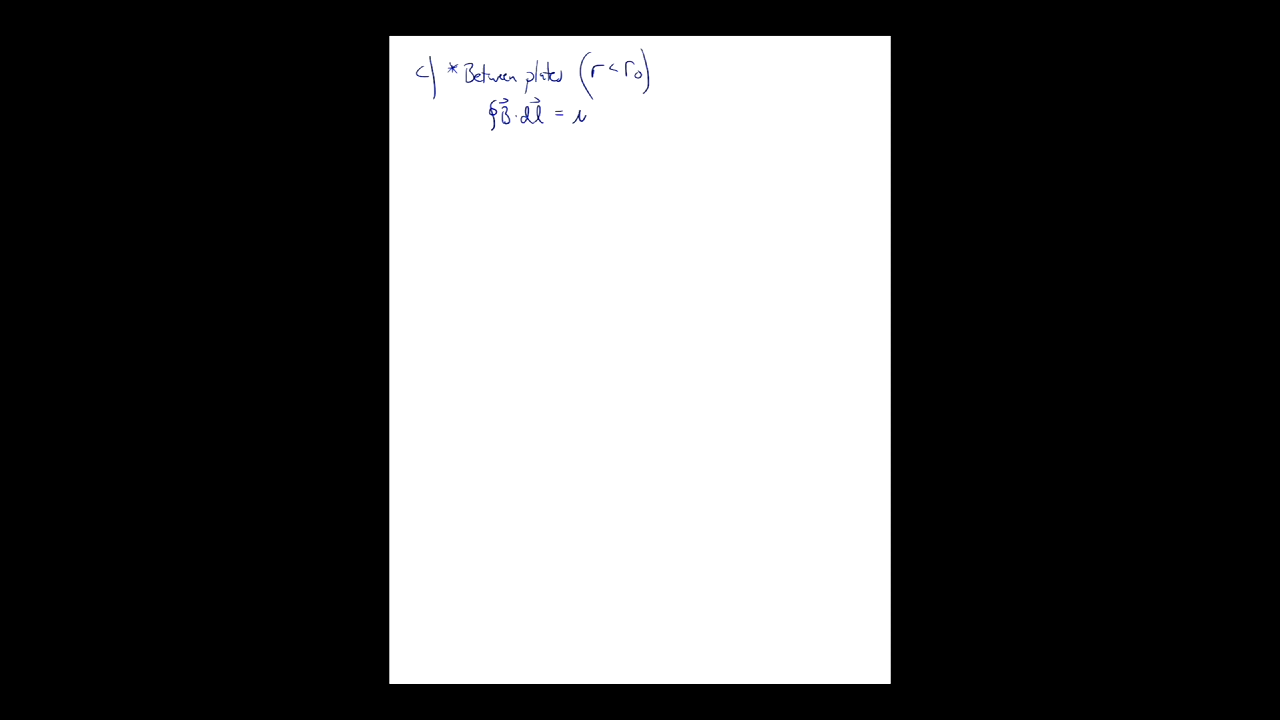 c) * Between plates (r < r₀)
∮B⃗·dl⃗ = μ